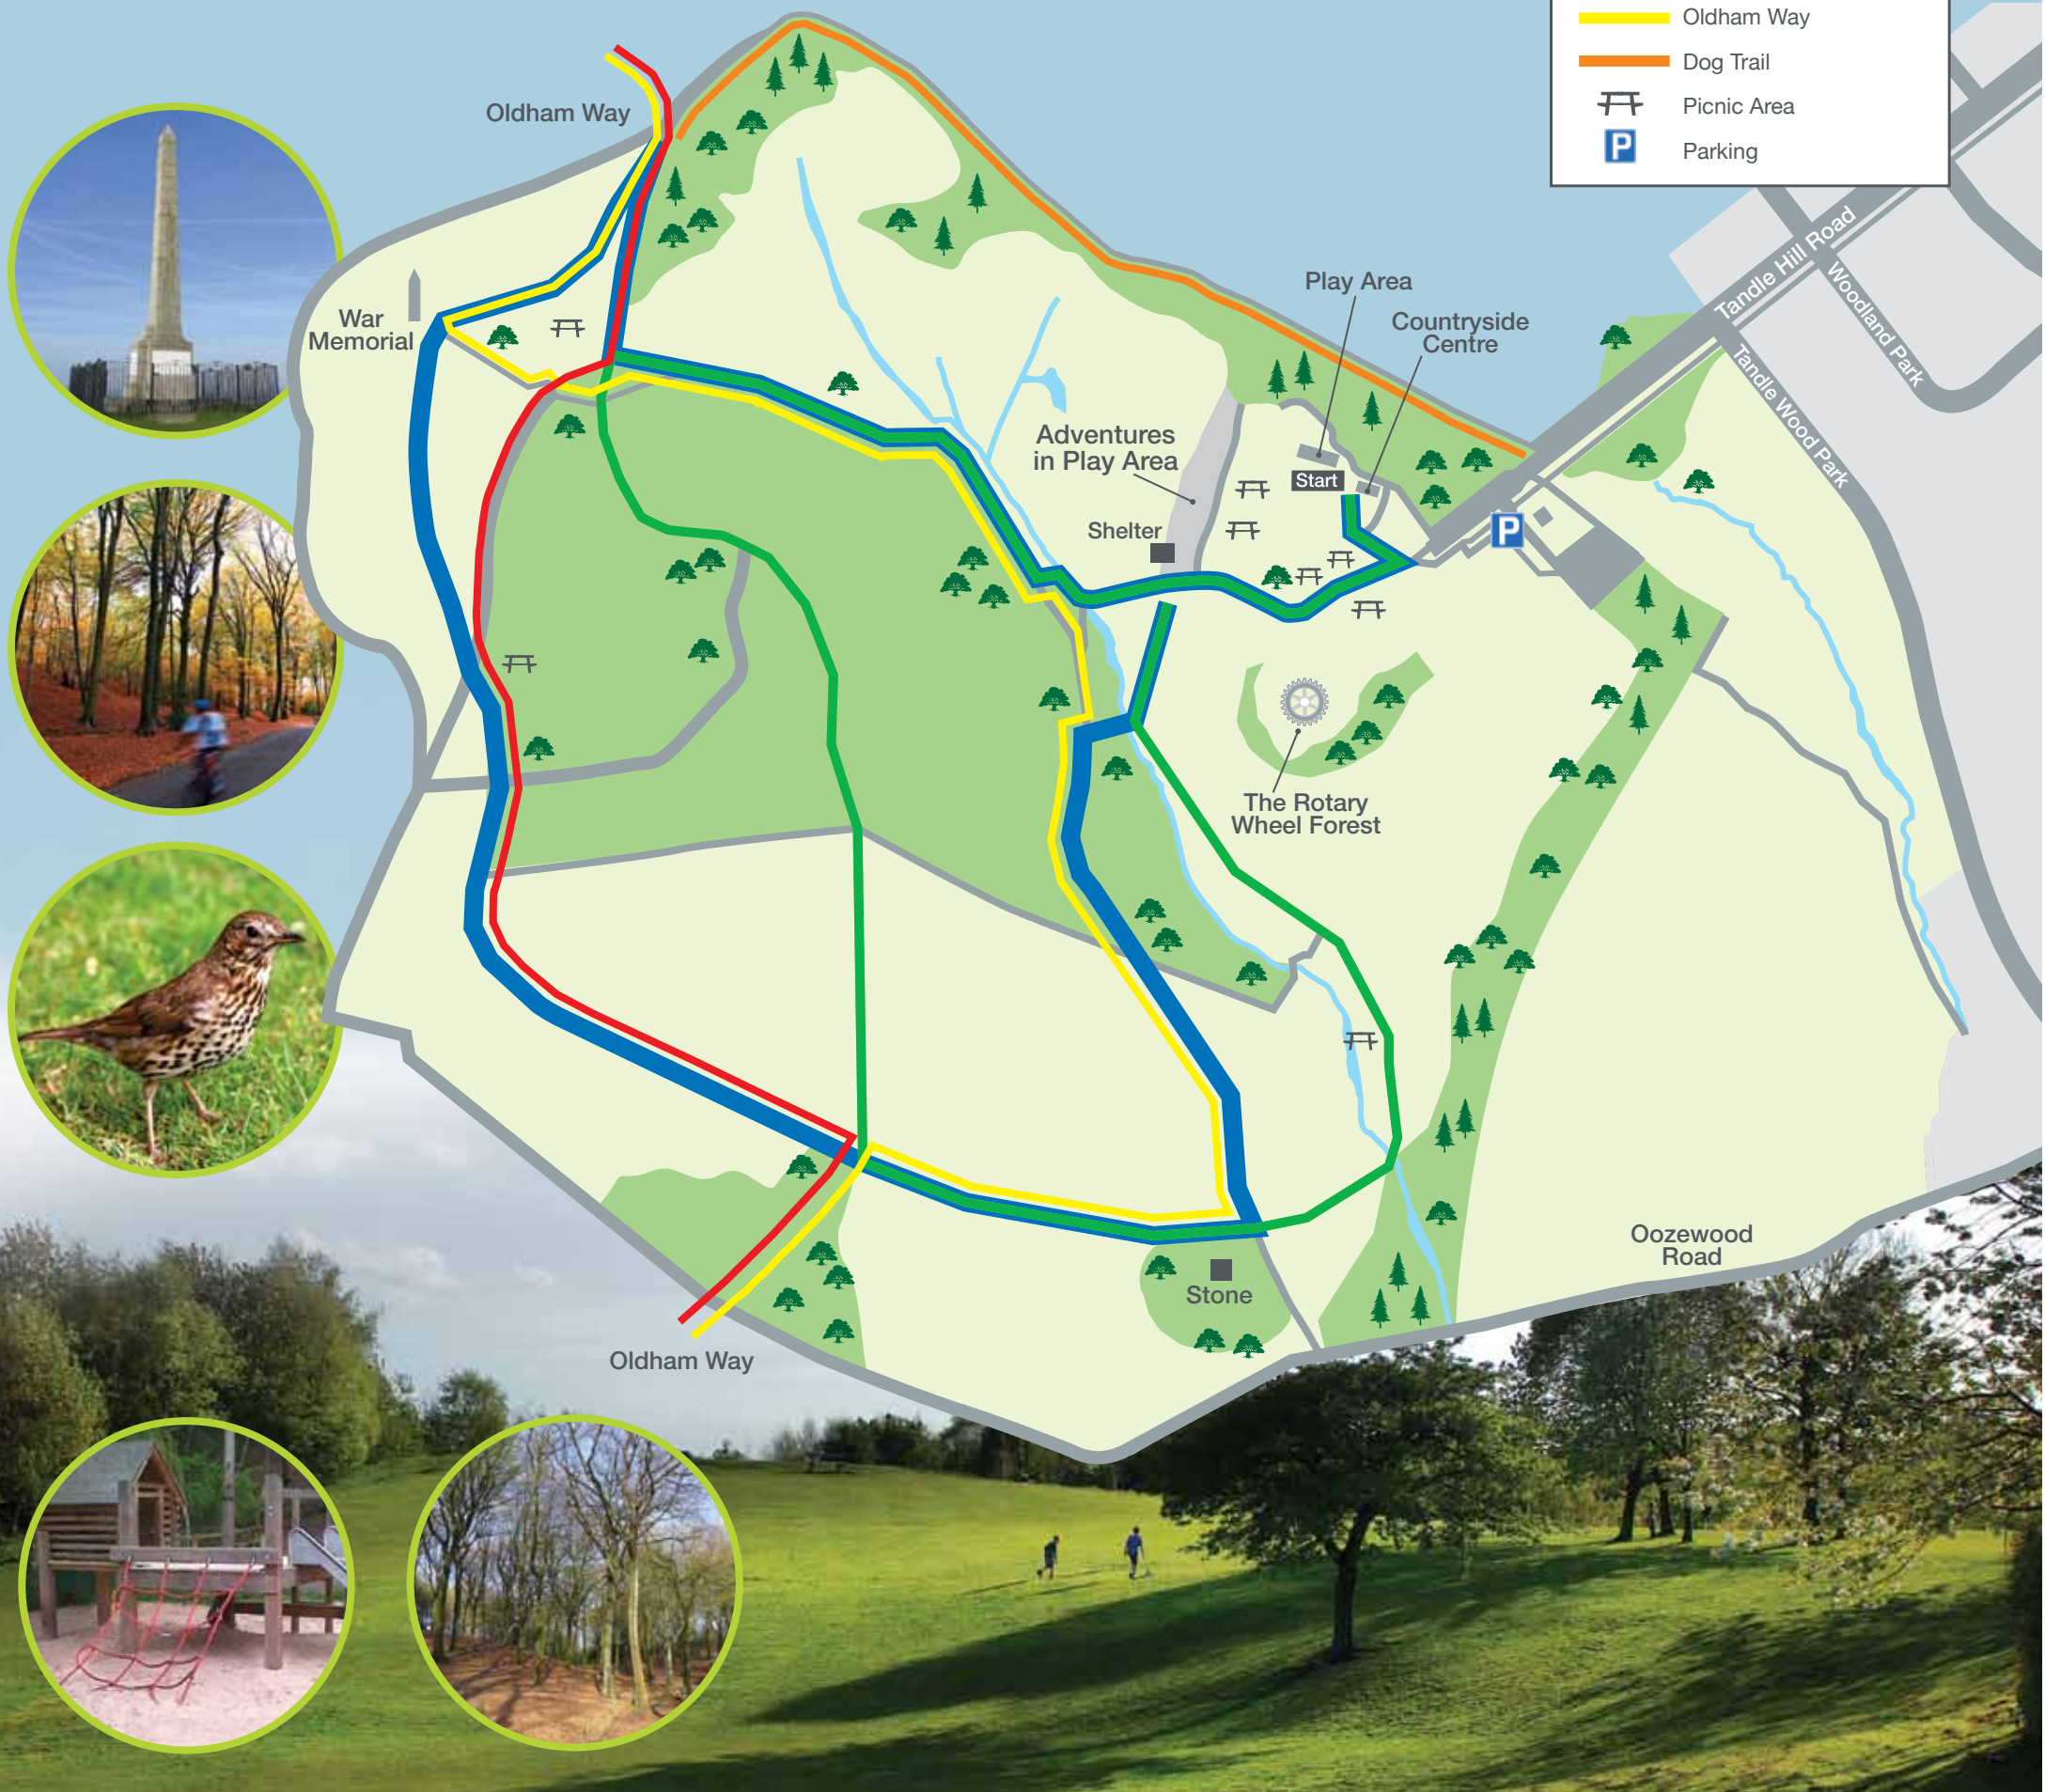 Oldham Way
Dog Trail
Picnic Area
P
Parking
Oldham Way
Tandle Hill Road
Woodland Park
Tandle Wood Park
Play Area
Countryside
Centre
War
Memorial
Adventures
in Play Area
Start
Shelter
P
The Rotary
Wheel Forest
Oozewood
Road
Stone
Oldham Way